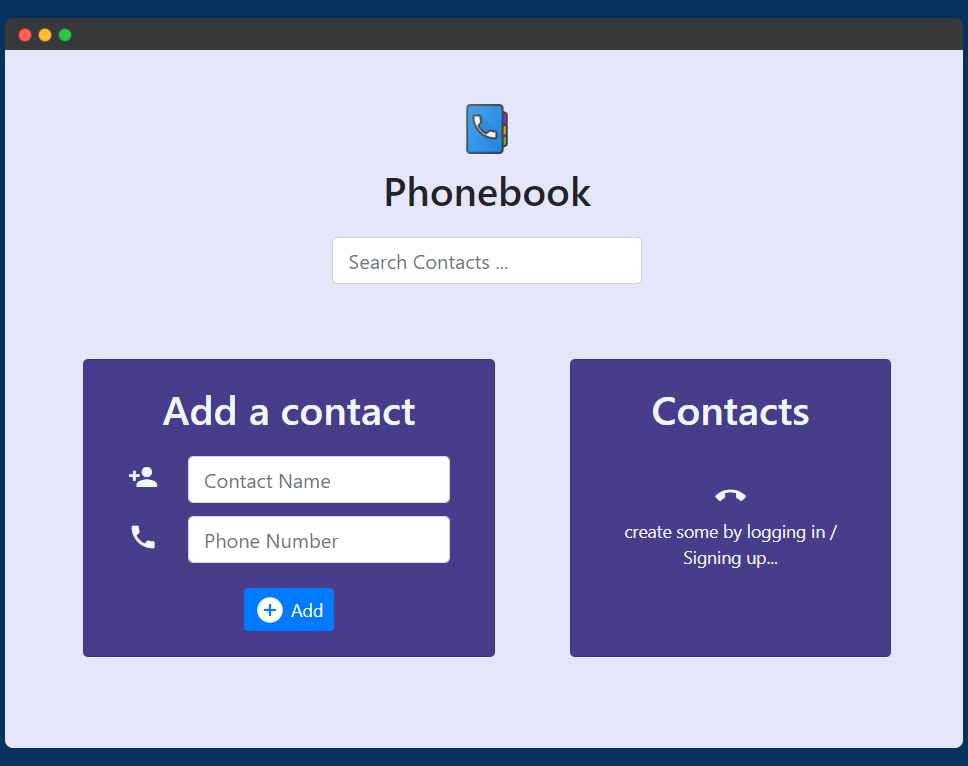 Phonebook
Search Contacts ...
Add a contact
Contact Name
Phone Number
Add
Contacts
create some by logging in /
Signing up...